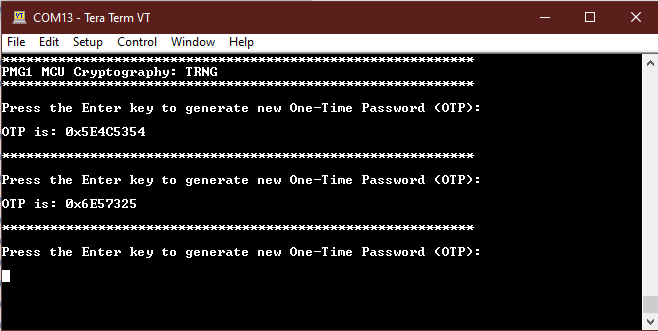 COM13 - Tera Term VT
File Edit Setup Control Window Help
***********************************************************
PMG1 MCU Cryptography: TRNG
***********************************************************
Press the Enter key to generate new One-Time Password (OTP):
OTP is: 0x5E4C5354
***********************************************************
Press the Enter key to generate new One-Time Password (OTP):
OTP is: 0x6E57325
***********************************************************
Press the Enter key to generate new One-Time Password (OTP):